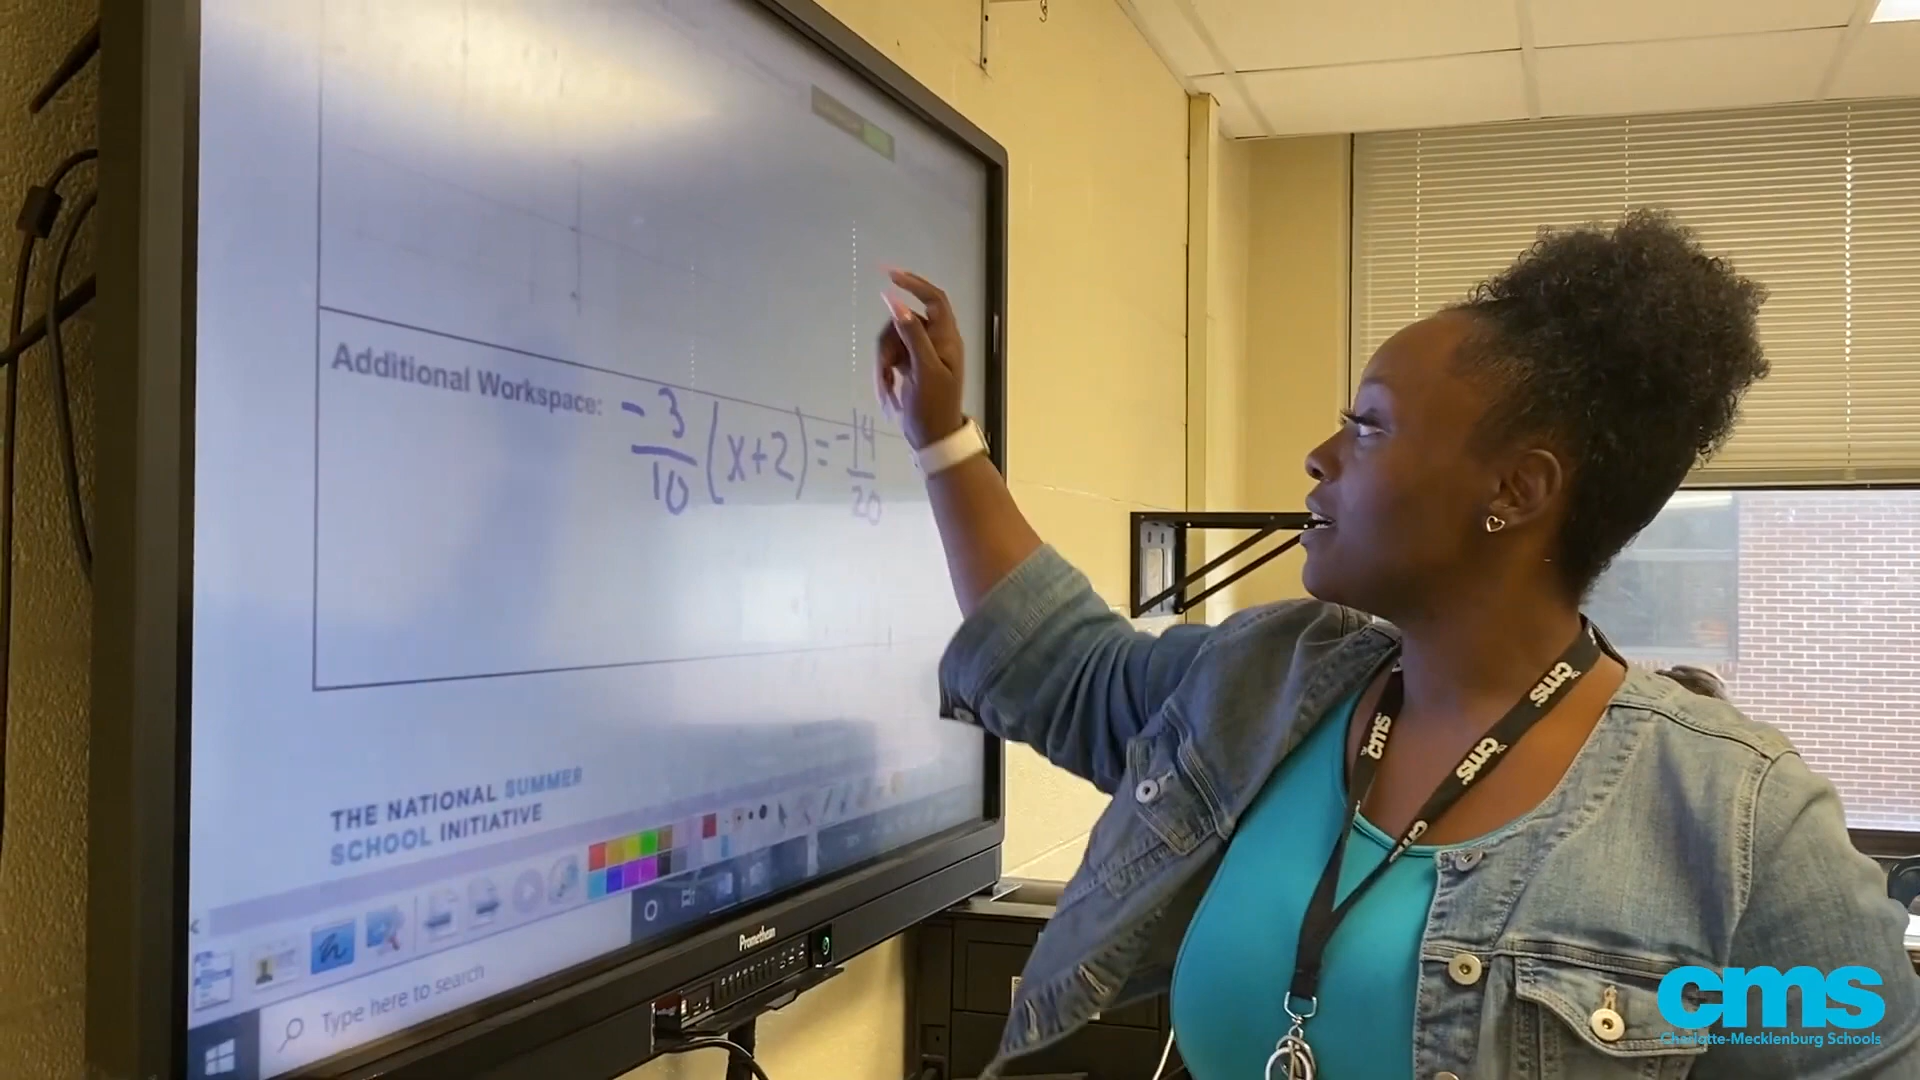 Additional Workspace:
-3/10 (x+2) = -14/20
THE NATIONAL SUMMER
SCHOOL INITIATIVE
Promethean
Type here to search
cms
cms
cms
cms
cms
Charlotte-Mecklenburg Schools